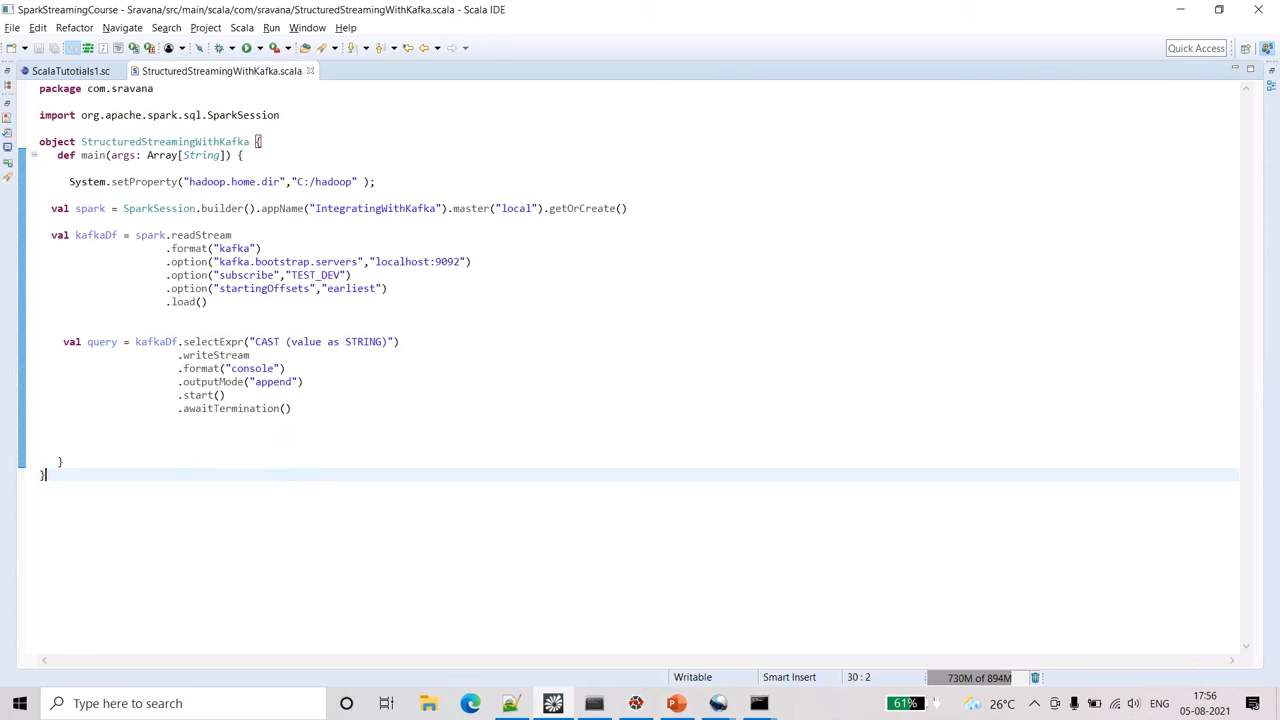 SparkStreamingCourse - Sravana/src/main/scala/com/sravana/StructuredStreamingWithKafka.scala - Scala IDE
File Edit Refactor Navigate Search Project Scala Run Window Help
Quick Access
ScalaTutotials1.sc StructuredStreamingWithKafka.scala
package com.sravana
import org.apache.spark.sql.SparkSession
object StructuredStreamingWithKafka {
def main(args: Array[String]) {
System.setProperty("hadoop.home.dir","C:/hadoop" );
val spark = SparkSession.builder().appName("IntegratingWithKafka").master("local").getOrCreate()
val kafkaDf = spark.readStream
.format("kafka")
.option("kafka.bootstrap.servers","localhost:9092")
.option("subscribe","TEST_DEV")
.option("startingOffsets","earliest")
.load()
val query = kafkaDf.selectExpr("CAST (value as STRING)")
.writeStream
.format("console")
.outputMode("append")
.start()
.awaitTermination()
}
}
Writable Smart Insert 30 : 2 730M of 894M
Type here to search 61% 26°C ENG 17:56
05-08-2021